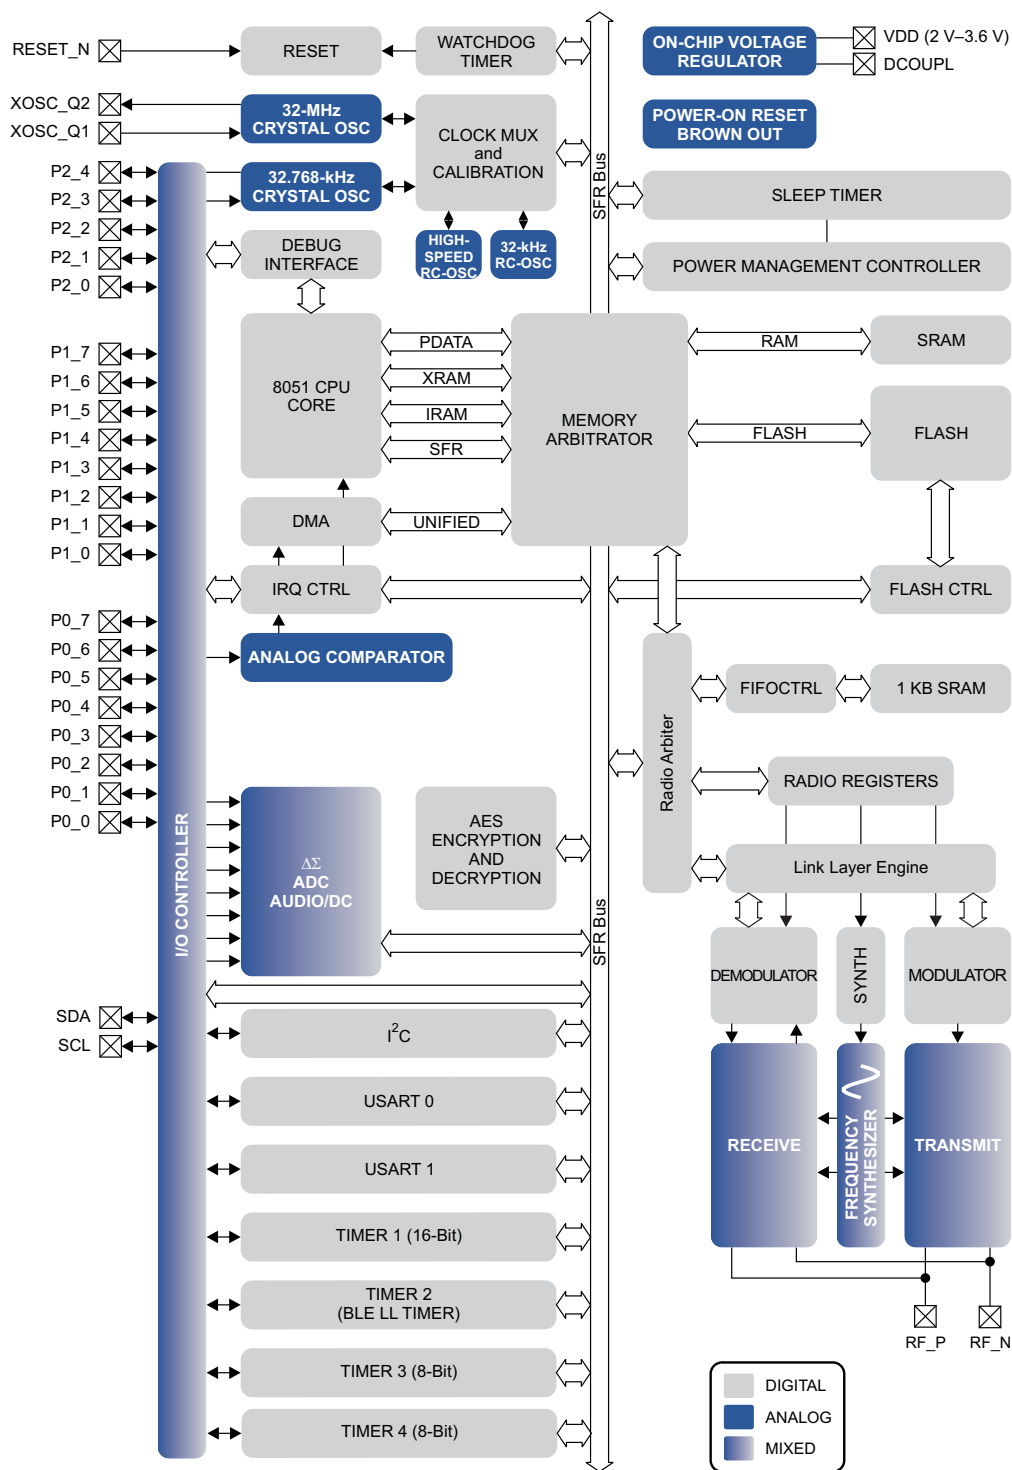 RESET_N
RESET
WATCHDOG
TIMER
ON-CHIP VOLTAGE
REGULATOR
VDD (2 V–3.6 V)
DCOUPL
XOSC_Q2
XOSC_Q1
32-MHz
CRYSTAL OSC
CLOCK MUX
and
CALIBRATION
SFR Bus
POWER-ON RESET
BROWN OUT
P2_4
P2_3
P2_2
P2_1
P2_0
32.768-kHz
CRYSTAL OSC
SLEEP TIMER
DEBUG
INTERFACE
HIGH-
SPEED
RC-OSC
32-kHz
RC-OSC
POWER MANAGEMENT CONTROLLER
P1_7
P1_6
P1_5
P1_4
P1_3
P1_2
P1_1
P1_0
8051 CPU
CORE
PDATA
XRAM
IRAM
SFR
MEMORY
ARBITRATOR
RAM
SRAM
FLASH
FLASH
DMA
UNIFIED
IRQ CTRL
FLASH CTRL
P0_7
P0_6
P0_5
P0_4
P0_3
P0_2
P0_1
P0_0
ANALOG COMPARATOR
Radio Arbiter
FIFOCTRL
1 KB SRAM
RADIO REGISTERS
I/O CONTROLLER
ΔΣ
ADC
AUDIO/DC
AES
ENCRYPTION
AND
DECRYPTION
Link Layer Engine
SFR Bus
DEMODULATOR
SYNTH
MODULATOR
SDA
SCL
I2C
USART 0
USART 1
TIMER 1 (16-Bit)
TIMER 2
(BLE LL TIMER)
TIMER 3 (8-Bit)
TIMER 4 (8-Bit)
RECEIVE
FREQUENCY
SYNTHESIZER
TRANSMIT
RF_P
RF_N
DIGITAL
ANALOG
MIXED